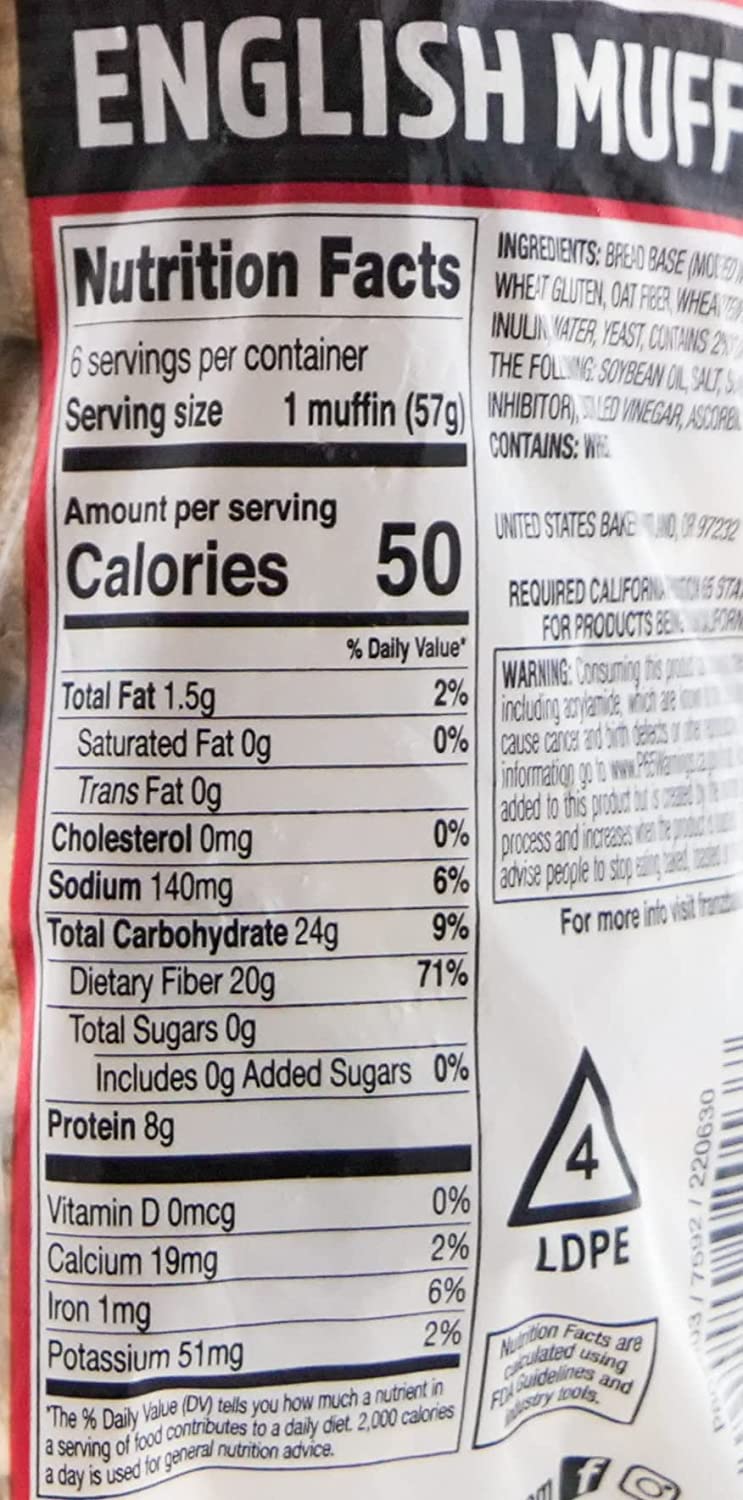 ENGLISH MUFF
Nutrition Facts
6 servings per container
Serving size 1 muffin (57g)
Amount per serving
Calories 50
% Daily Value*
Total Fat 1.5g 2%
Saturated Fat 0g 0%
Trans Fat 0g
Cholesterol 0mg 0%
Sodium 140mg 6%
Total Carbohydrate 24g 9%
Dietary Fiber 20g 71%
Total Sugars 0g
Includes 0g Added Sugars 0%
Protein 8g
Vitamin D 0mcg 0%
Calcium 19mg 2%
Iron 1mg 6%
Potassium 51mg 2%
*The % Daily Value (DV) tells you how much a nutrient in
a serving of food contributes to a daily diet. 2,000 calories
a day is used for general nutrition advice.
INGREDIENTS: BREAD BASE
WHEAT GLUTEN, OAT FIBER, WHEAT
WATER, YEAST, CONTAINS 2%
THE SOYBEAN OIL, SALT,
INHIBITOR), VINEGAR,
CONTAINS:
UNITED STATES OR 97232
REQUIRED
FOR PRODUCTS
WARNING: Consuming this
including acrylamide, which are
cause cancer and birth defects or
information go to
added to this product but is created by
process and increases when the product
advise people to stop eating baked,
For more info visit
4
LDPE
Nutrition Facts are
calculated using
FDA Guidelines and
industry tools.
03 / 7592 / 220630
f